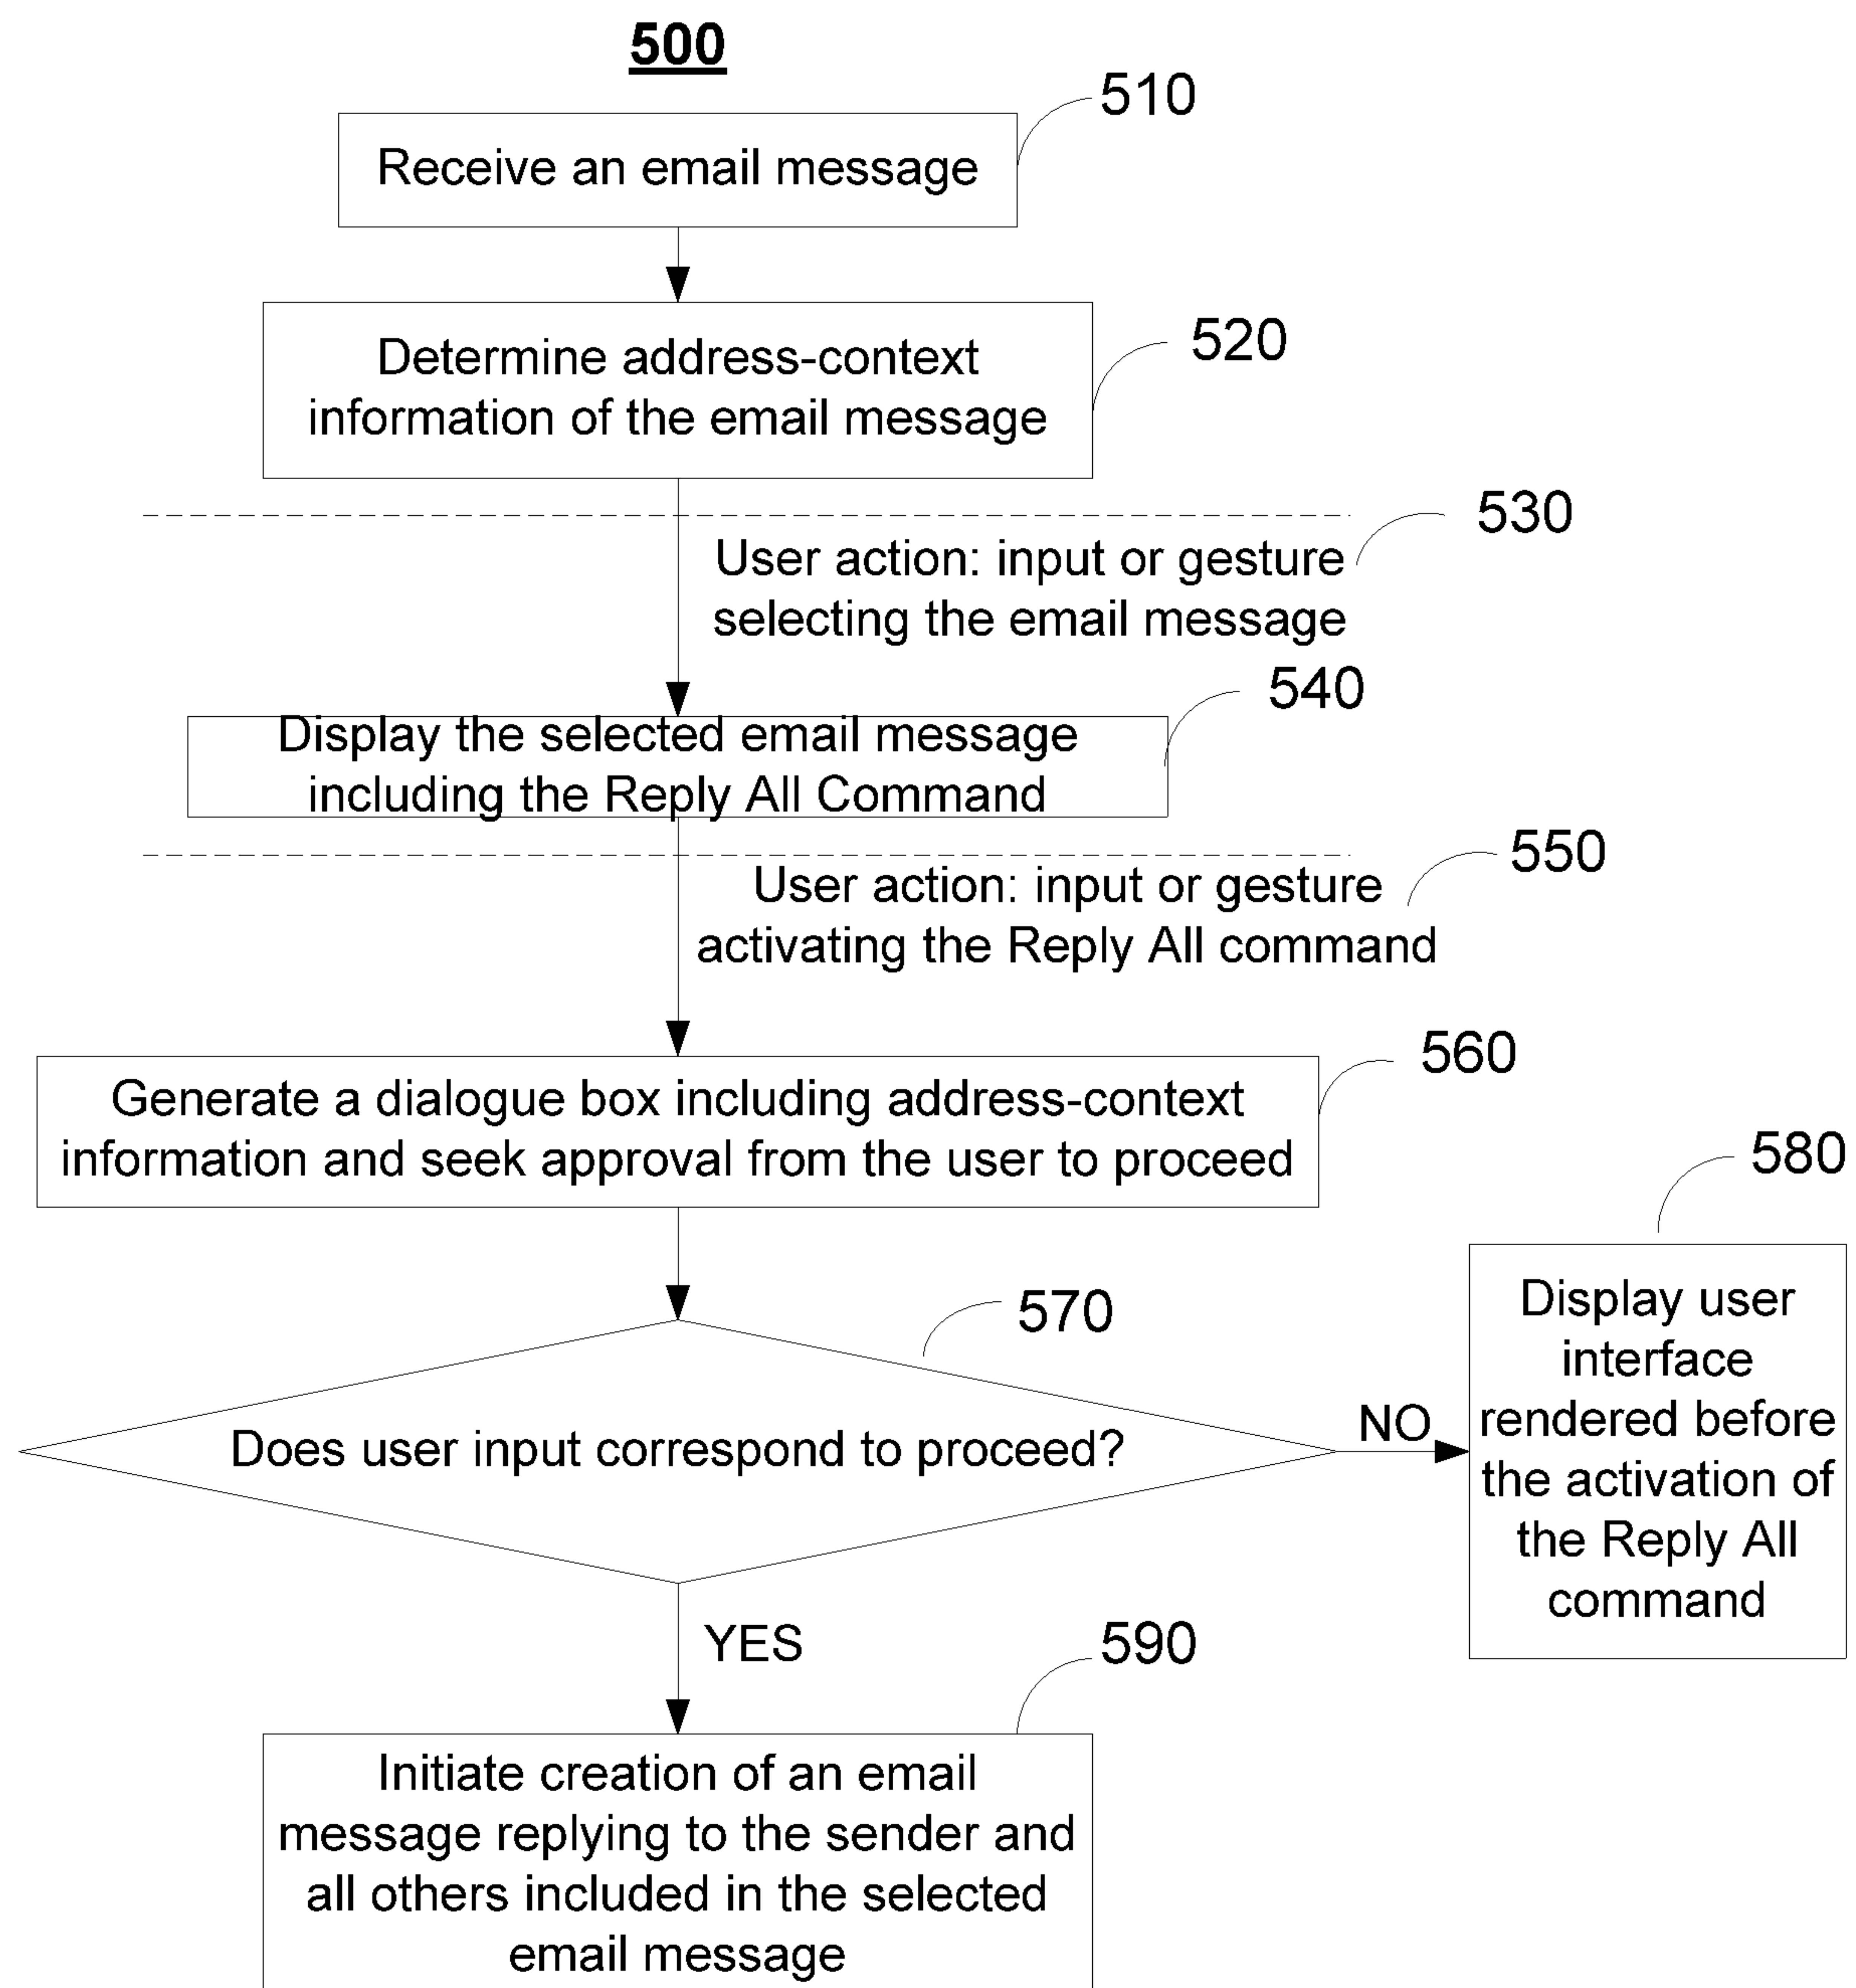 500
510
Receive an email message
520
Determine address-context
information of the email message
530
User action: input or gesture
selecting the email message
540
Display the selected email message
including the Reply All Command
550
User action: input or gesture
activating the Reply All command
560
Generate a dialogue box including address-context
information and seek approval from the user to proceed
570
Does user input correspond to proceed?
NO
580
Display user
interface
rendered before
the activation of
the Reply All
command
YES
590
Initiate creation of an email
message replying to the sender and
all others included in the selected
email message